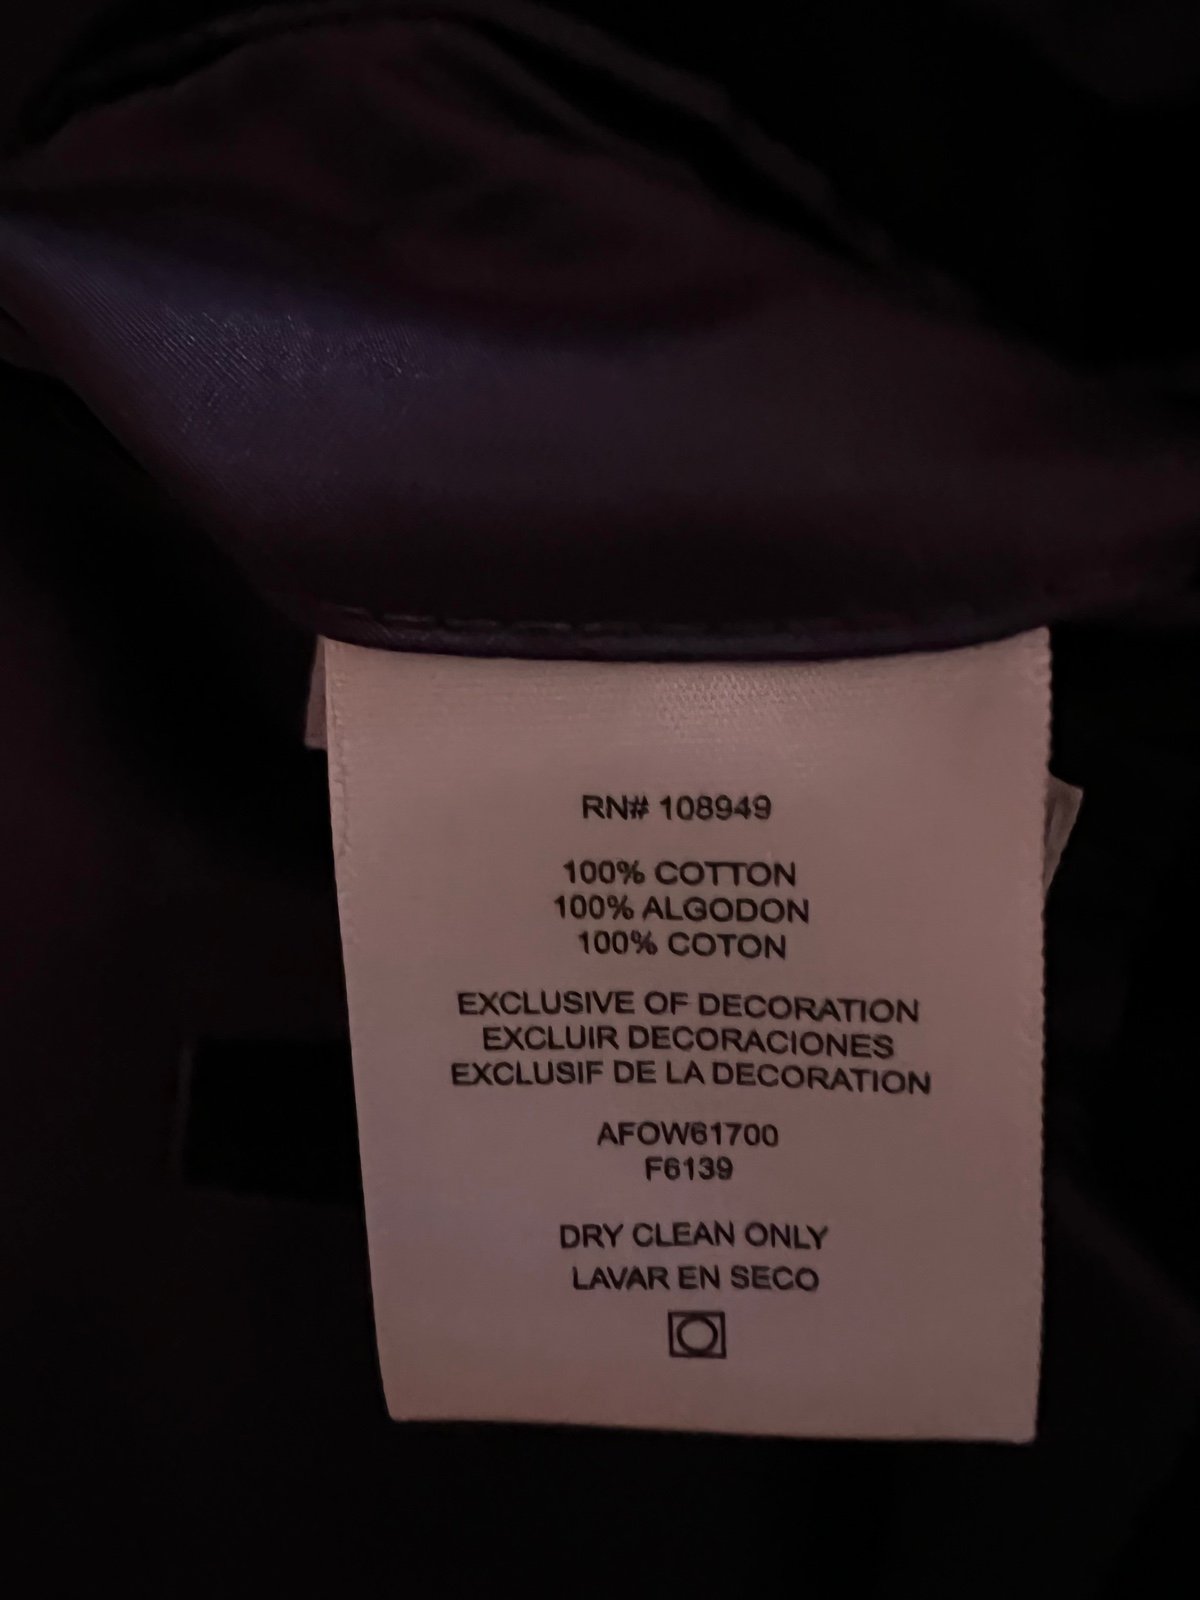 RN# 108949
100% COTTON
100% ALGODON
100% COTON
EXCLUSIVE OF DECORATION
EXCLUIR DECORACIONES
EXCLUSIF DE LA DECORATION
AFOW61700
F6139
DRY CLEAN ONLY
LAVAR EN SECO